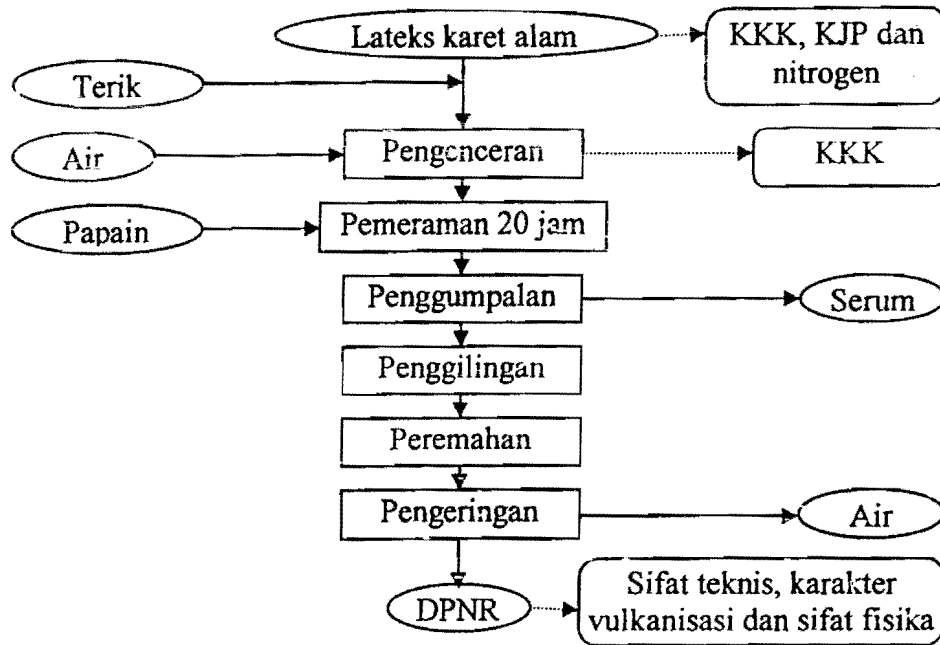 Lateks karet alam
KKK, KJP dan
nitrogen
Terik
Air
Pengenceran
KKK
Papain
Pemeraman 20 jam
Penggumpalan
Serum
Penggilingan
Peremahan
Pengeringan
Air
DPNR
Sifat teknis, karakter
vulkanisasi dan sifat fisika